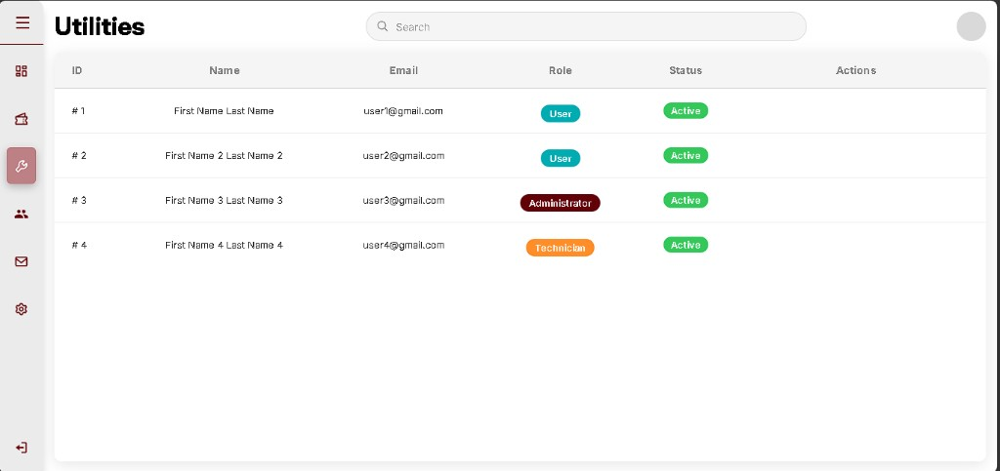 Utilities
Search
ID Name Email Role Status Actions
# 1 First Name Last Name user1@gmail.com User Active
# 2 First Name 2 Last Name 2 user2@gmail.com User Active
# 3 First Name 3 Last Name 3 user3@gmail.com Administrator Active
# 4 First Name 4 Last Name 4 user4@gmail.com Technician Active